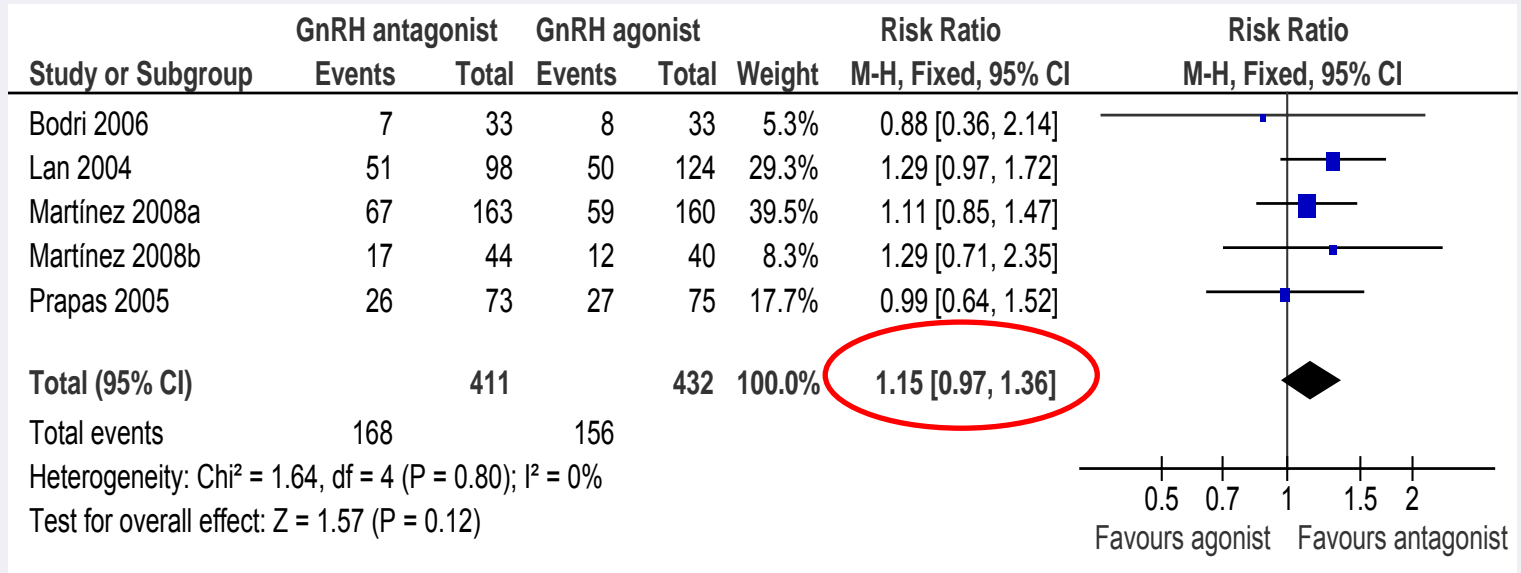 GnRH antagonist GnRH agonist Risk Ratio Risk Ratio
Study or Subgroup Events Total Events Total Weight M-H, Fixed, 95% CI M-H, Fixed, 95% CI
Bodri 2006 7 33 8 33 5.3% 0.88 [0.36, 2.14]
Lan 2004 51 98 50 124 29.3% 1.29 [0.97, 1.72]
Martínez 2008a 67 163 59 160 39.5% 1.11 [0.85, 1.47]
Martínez 2008b 17 44 12 40 8.3% 1.29 [0.71, 2.35]
Prapas 2005 26 73 27 75 17.7% 0.99 [0.64, 1.52]
Total (95% CI) 411 432 100.0% 1.15 [0.97, 1.36]
Total events 168 156
Heterogeneity: Chi² = 1.64, df = 4 (P = 0.80); I² = 0%
Test for overall effect: Z = 1.57 (P = 0.12)
0.5 0.7 1 1.5 2
Favours agonist Favours antagonist